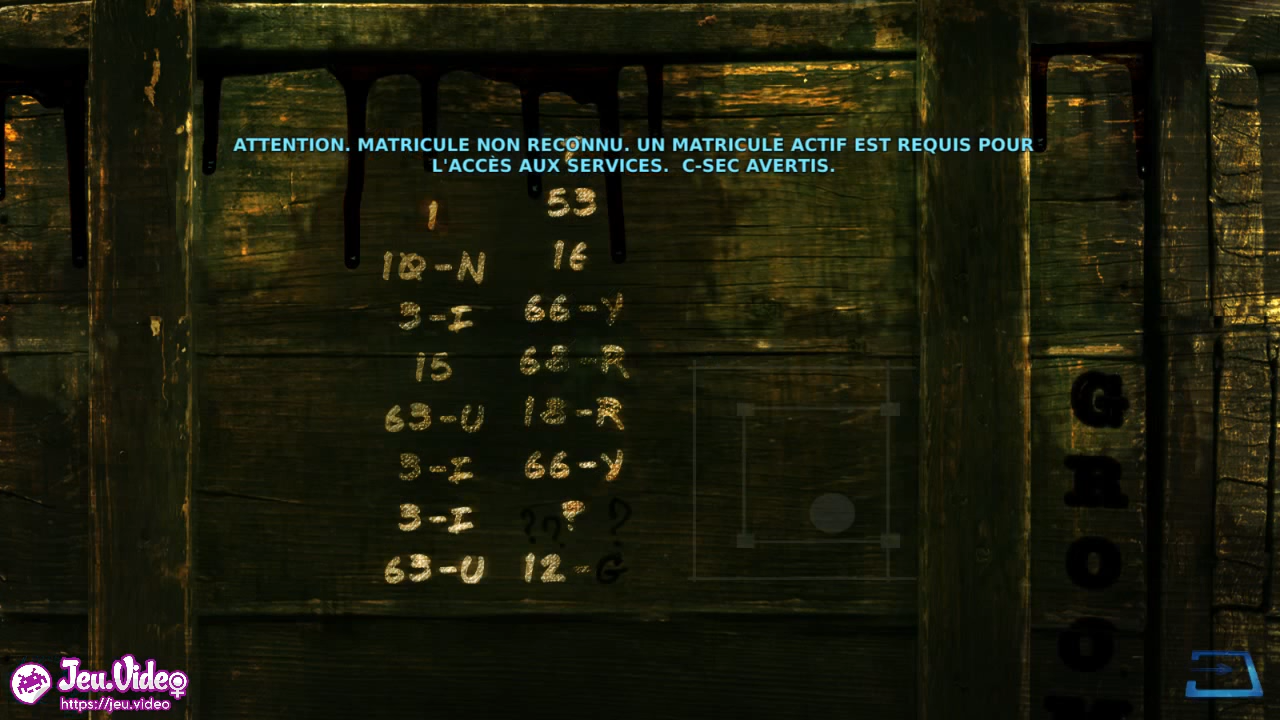 ATTENTION. MATRICULE NON RECONNU. UN MATRICULE ACTIF EST REQUIS POUR
L'ACCÈS AUX SERVICES. C-SEC AVERTIS.
1 53
10-N 16
3-I 66-Y
15 68-R
63-U 18-R
3-I 66-Y
3-I ?? ? ?
63-U 12-G
G
R
O
O
Jeu.Video
https://jeu.video